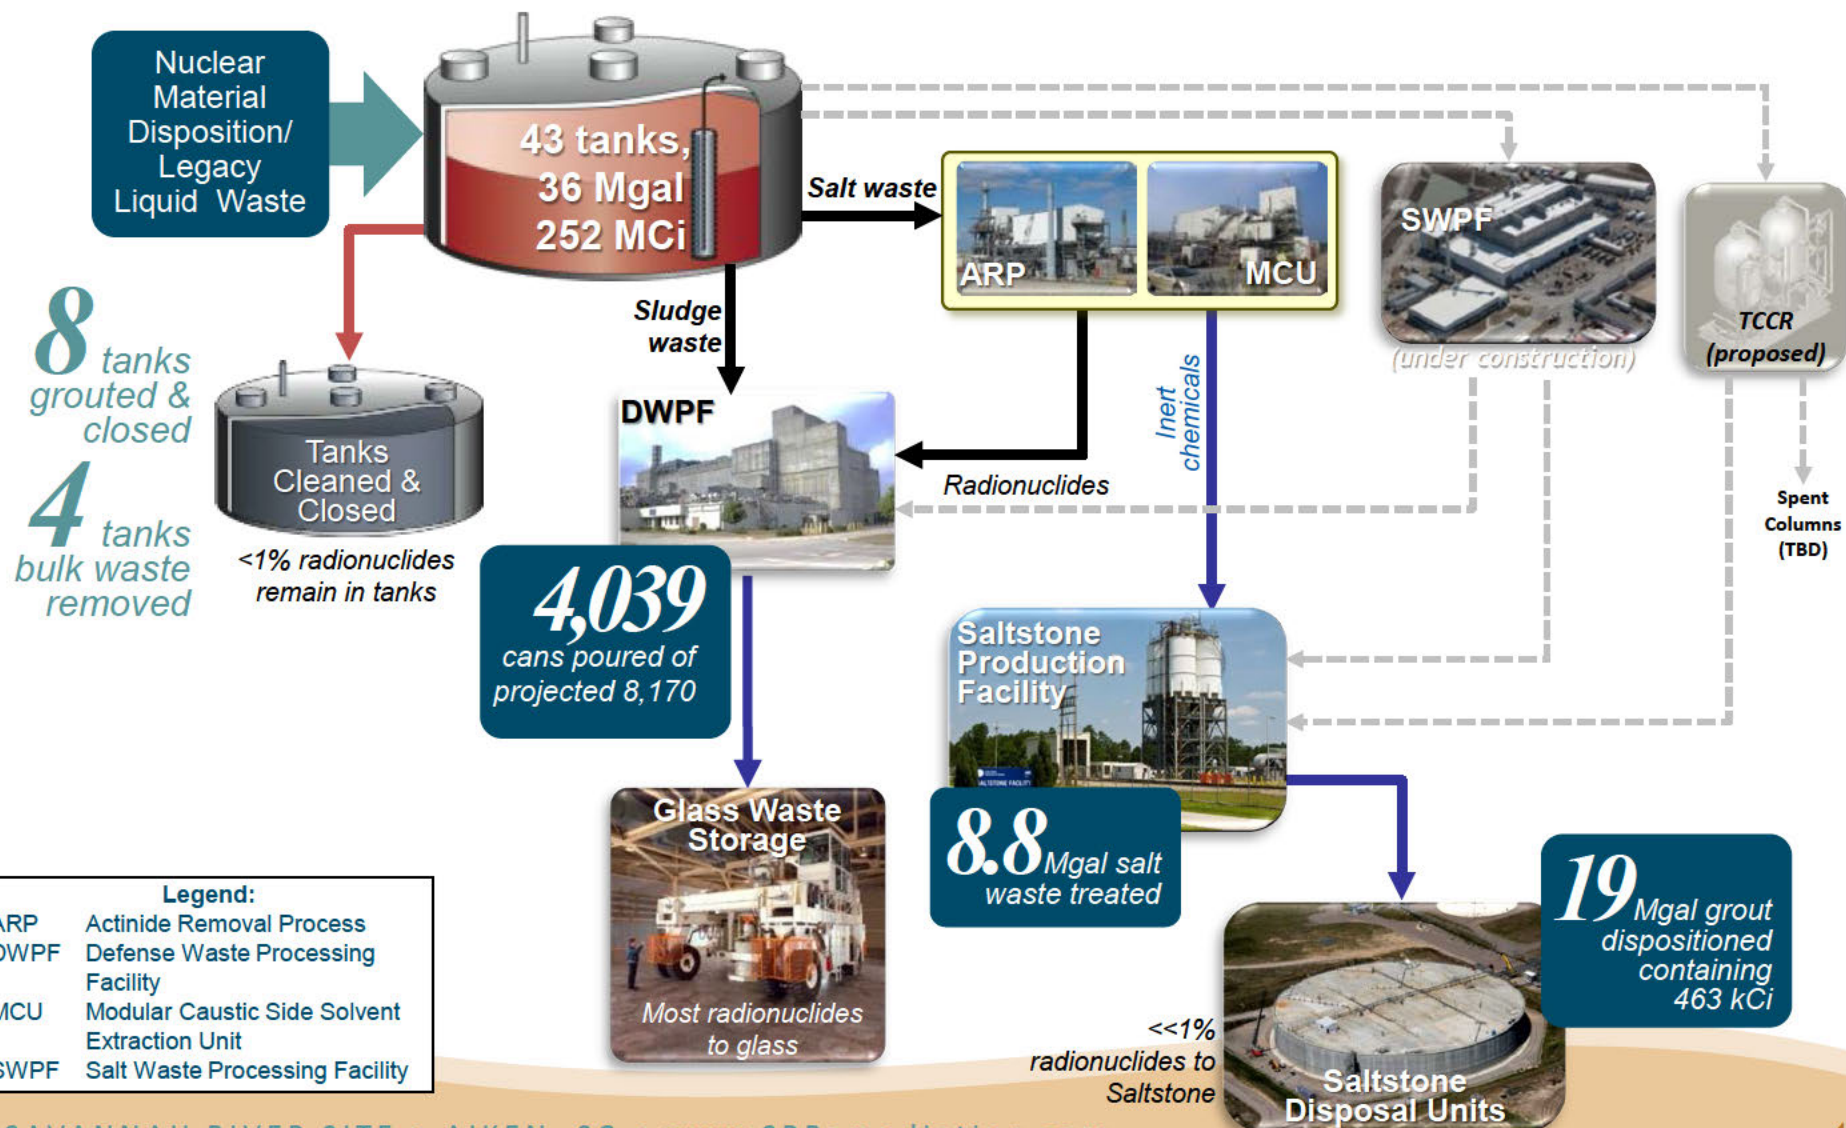 Nuclear
Material
Disposition/
Legacy
Liquid Waste
43 tanks,
36 Mgal
252 MCi
Salt waste
ARP
MCU
SWPF
(under construction)
TCCR
(proposed)
Sludge
waste
8 tanks
grouted &
closed
4 tanks
bulk waste
removed
Tanks
Cleaned &
Closed
<1% radionuclides
remain in tanks
DWPF
Radionuclides
Inert
chemicals
Spent
Columns
(TBD)
4,039
cans poured of
projected 8,170
Saltstone
Production
Facility
8.8 Mgal salt
waste treated
Glass Waste
Storage
Most radionuclides
to glass
19 Mgal grout
dispositioned
containing
463 kCi
<<1%
radionuclides to
Saltstone
Saltstone
Disposal Units
Legend:
ARP Actinide Removal Process
DWPF Defense Waste Processing
Facility
MCU Modular Caustic Side Solvent
Extraction Unit
SWPF Salt Waste Processing Facility